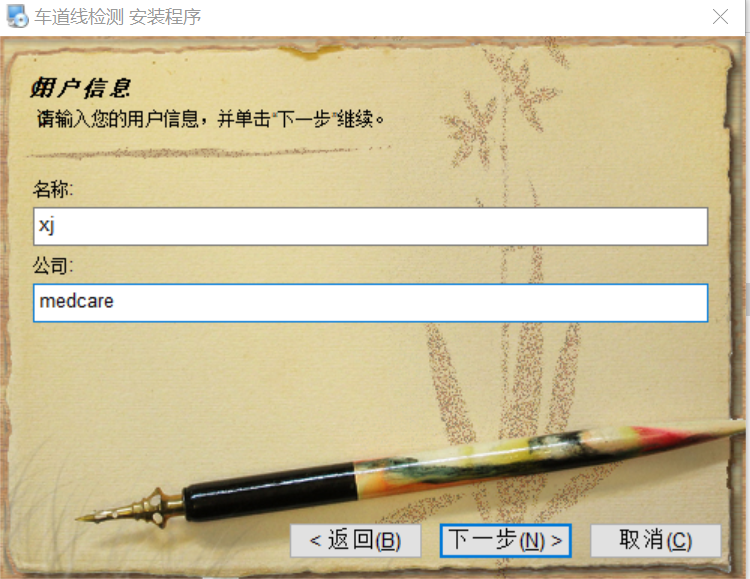 车道线检测 安装程序
用户信息
请输入您的用户信息，并单击“下一步”继续。
名称:
xj
公司:
medcare
< 返回(B)
下一步(N) >
取消(C)